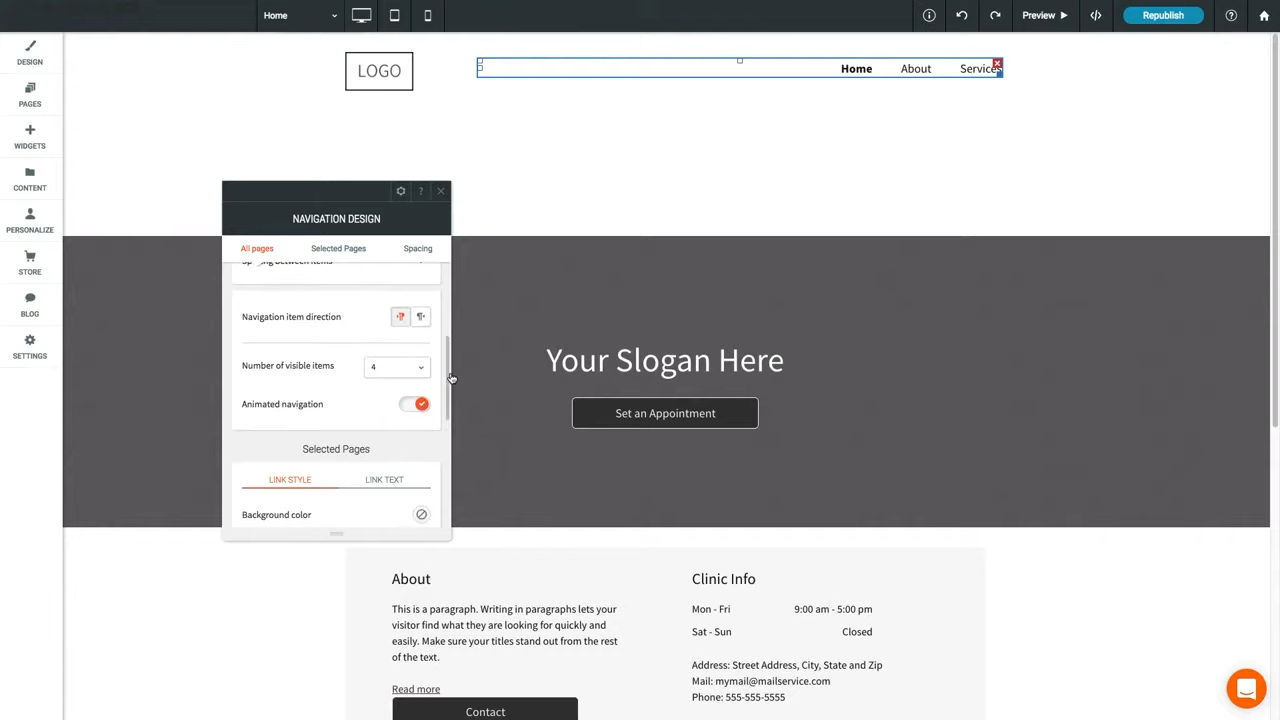 Home
Preview
Republish
DESIGN
PAGES
WIDGETS
CONTENT
PERSONALIZE
STORE
BLOG
SETTINGS
LOGO
Home About Services
NAVIGATION DESIGN
All pages Selected Pages Spacing
Spacing between items
Navigation item direction
Number of visible items 4
Animated navigation
Selected Pages
LINK STYLE LINK TEXT
Background color
Your Slogan Here
Set an Appointment
About
This is a paragraph. Writing in paragraphs lets your
visitor find what they are looking for quickly and
easily. Make sure your titles stand out from the rest
of the text.
Read more
Contact
Clinic Info
Mon - Fri 9:00 am - 5:00 pm
Sat - Sun Closed
Address: Street Address, City, State and Zip
Mail: mymail@mailservice.com
Phone: 555-555-5555